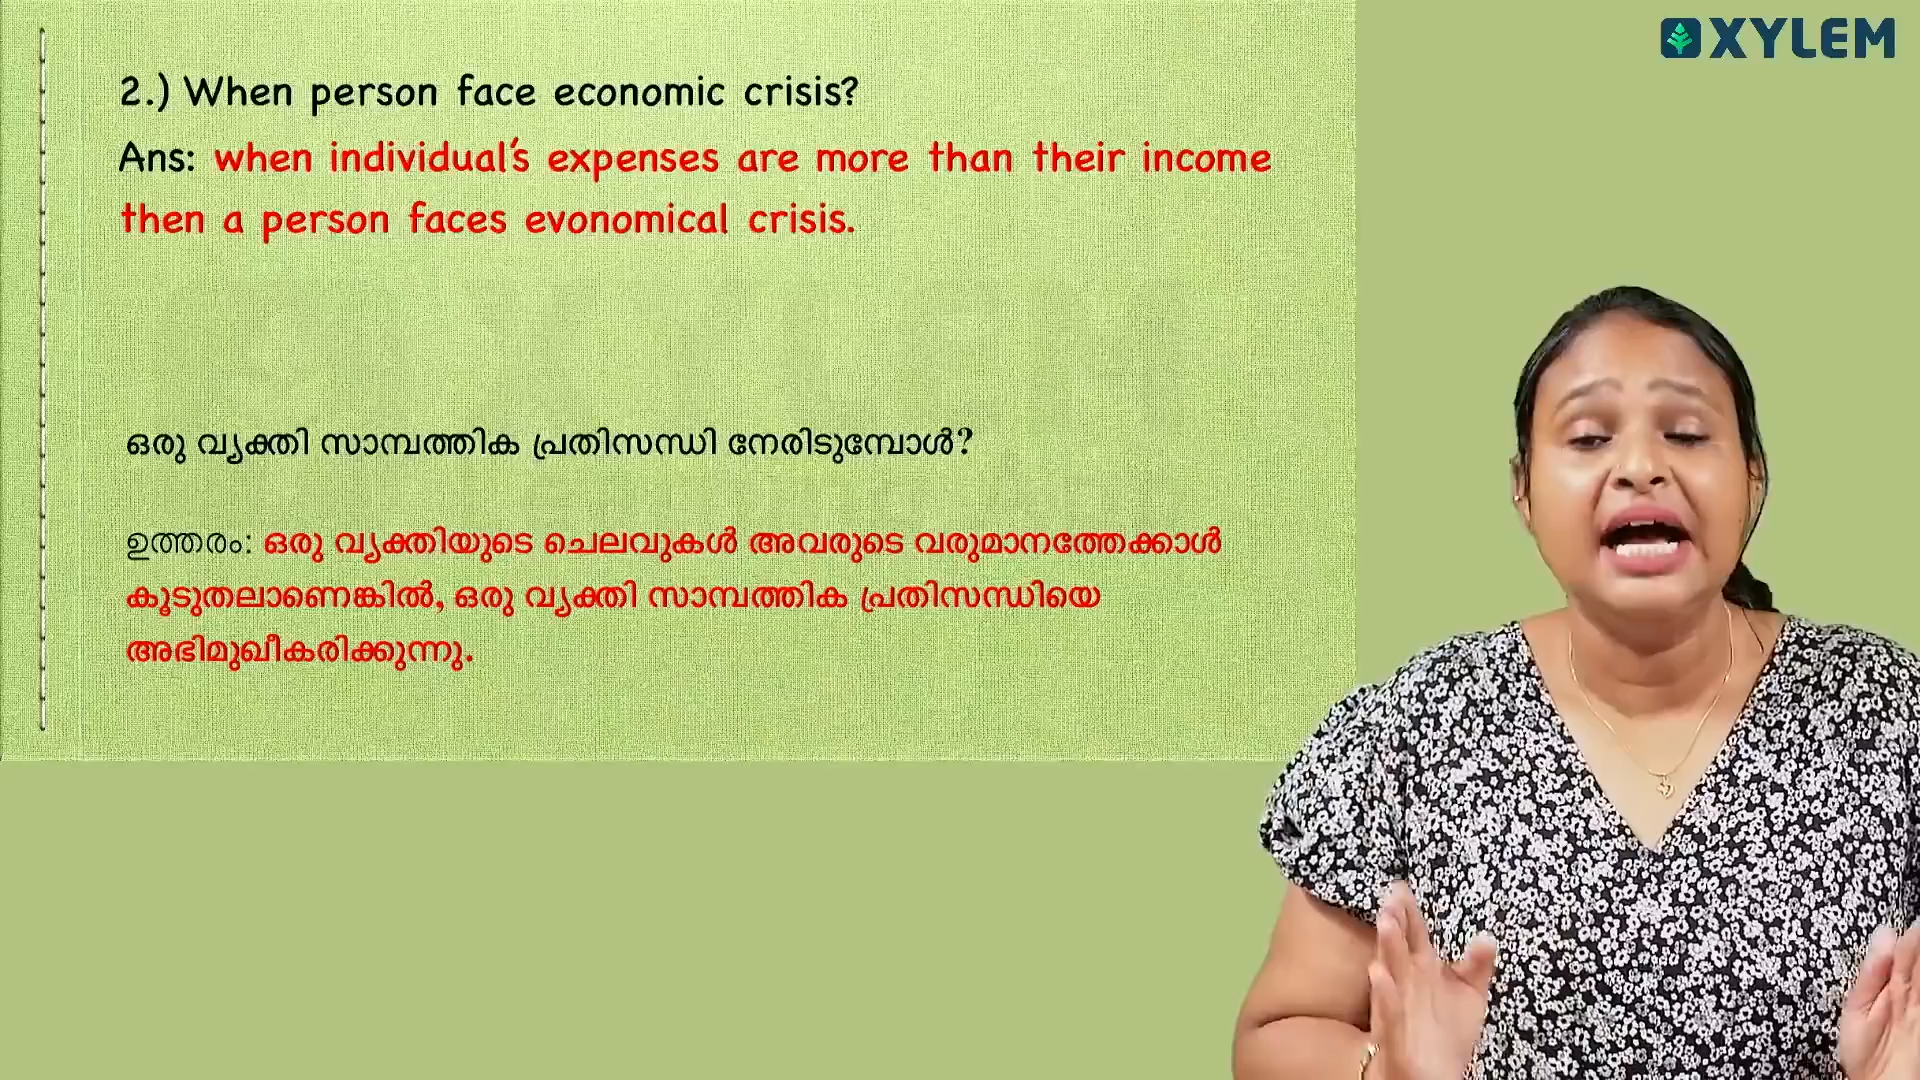 XYLEM
2.) When person face economic crisis?
Ans: when individual's expenses are more than their income
then a person faces evonomical crisis.
ഒരു വ്യക്തി സാമ്പത്തിക പ്രതിസന്ധി നേരിടുമ്പോൾ?
ഉത്തരം: ഒരു വ്യക്തിയുടെ ചെലവുകൾ അവരുടെ വരുമാനത്തേക്കാൾ
കൂടുതലാണെങ്കിൽ, ഒരു വ്യക്തി സാമ്പത്തിക പ്രതിസന്ധിയെ
അഭിമുഖീകരിക്കുന്നു.